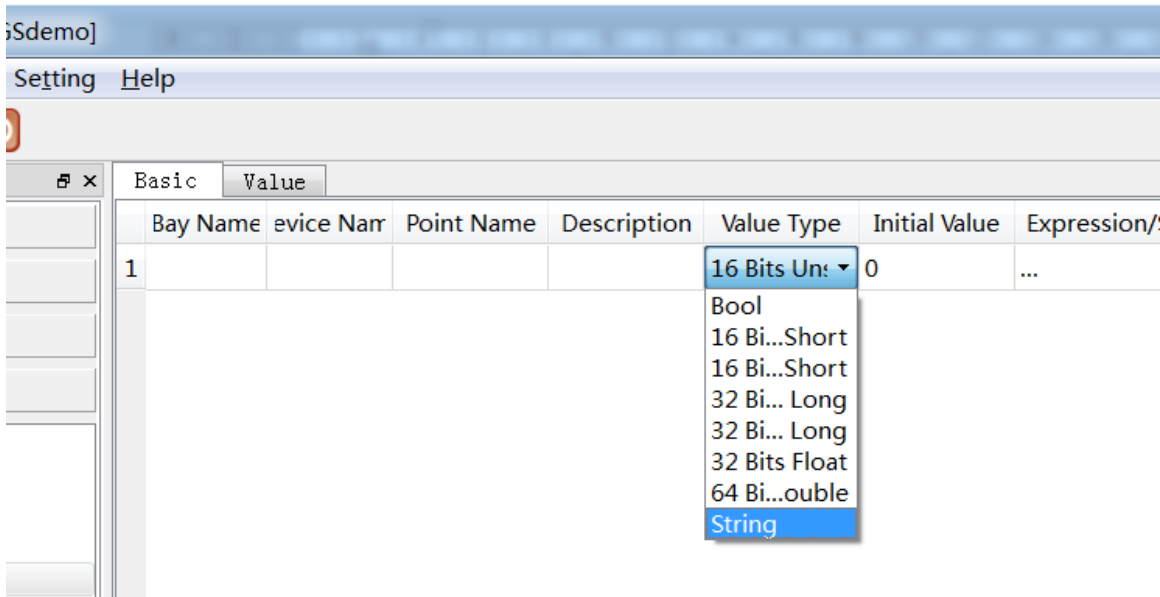 GSdemo]
Setting Help
Basic Value
Bay Name evice Nam Point Name Description Value Type Initial Value Expression/S
1 16 Bits Uns 0 ...
Bool
16 Bi...Short
16 Bi...Short
32 Bi... Long
32 Bi... Long
32 Bits Float
64 Bi...ouble
String